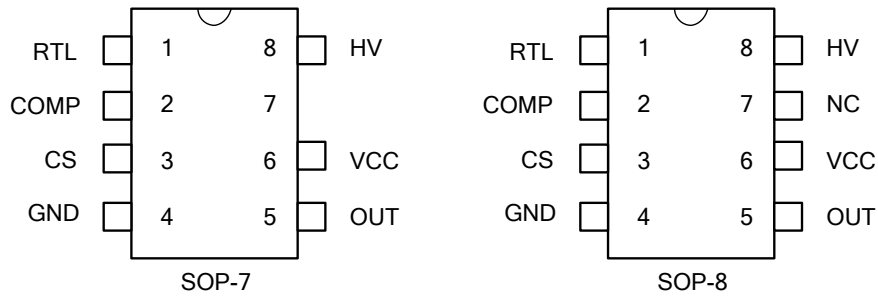 RTL 1 8 HV
COMP 2 7
CS 3 6 VCC
GND 4 5 OUT
SOP-7
RTL 1 8 HV
COMP 2 7 NC
CS 3 6 VCC
GND 4 5 OUT
SOP-8